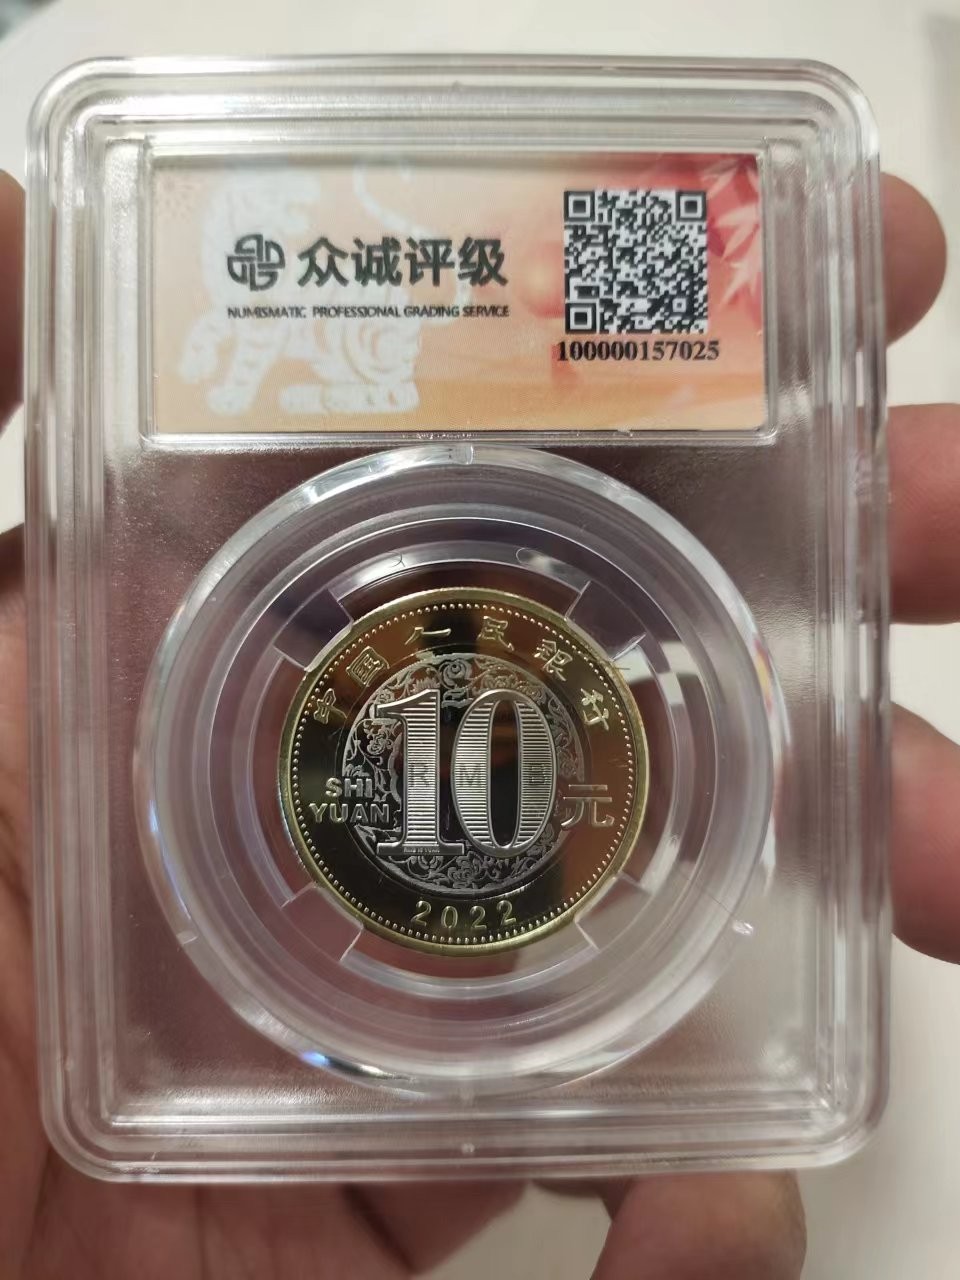 众诚评级
NUMISMATIC PROFESSIONAL GRADING SERVICE
100000157025
中国人民银行
10
RMB
SHI
YUAN
元
2022